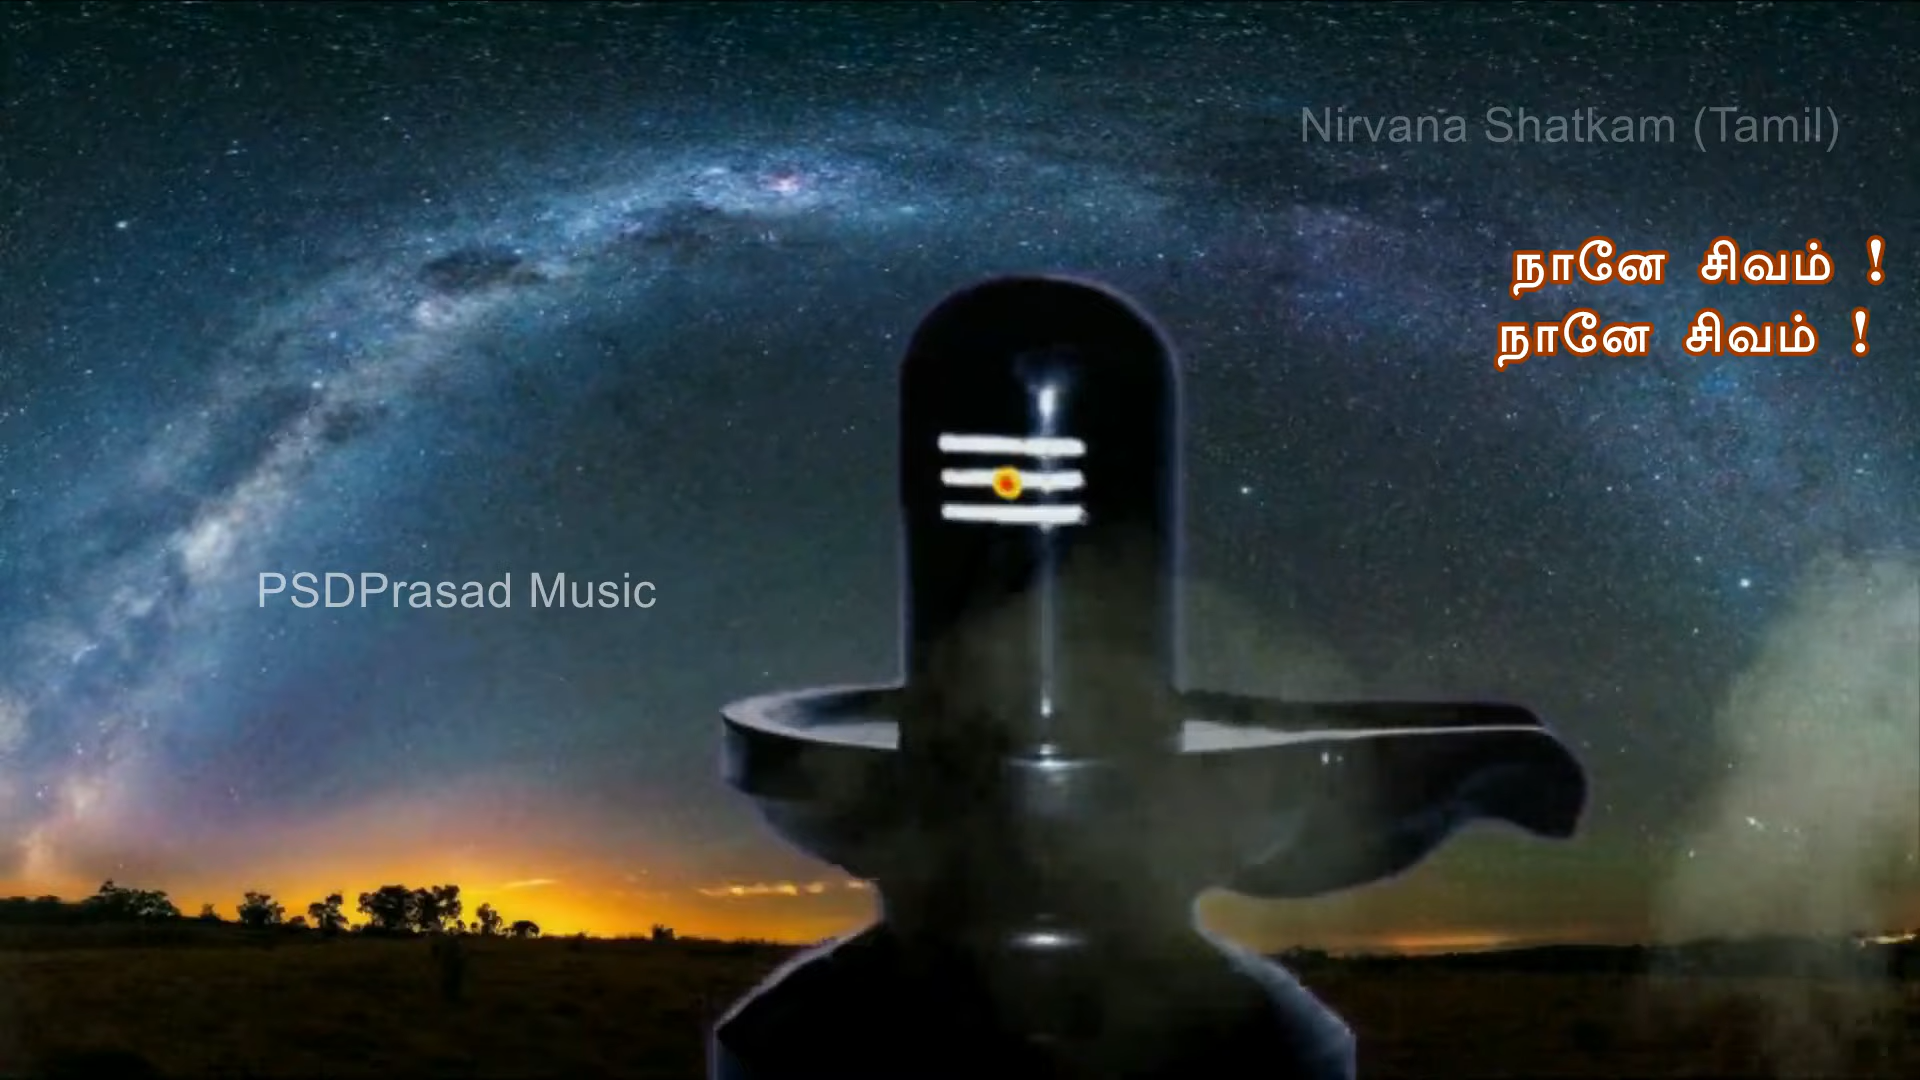 Nirvana Shatkam (Tamil)
நானே சிவம் !
நானே சிவம் !
PSDPrasad Music